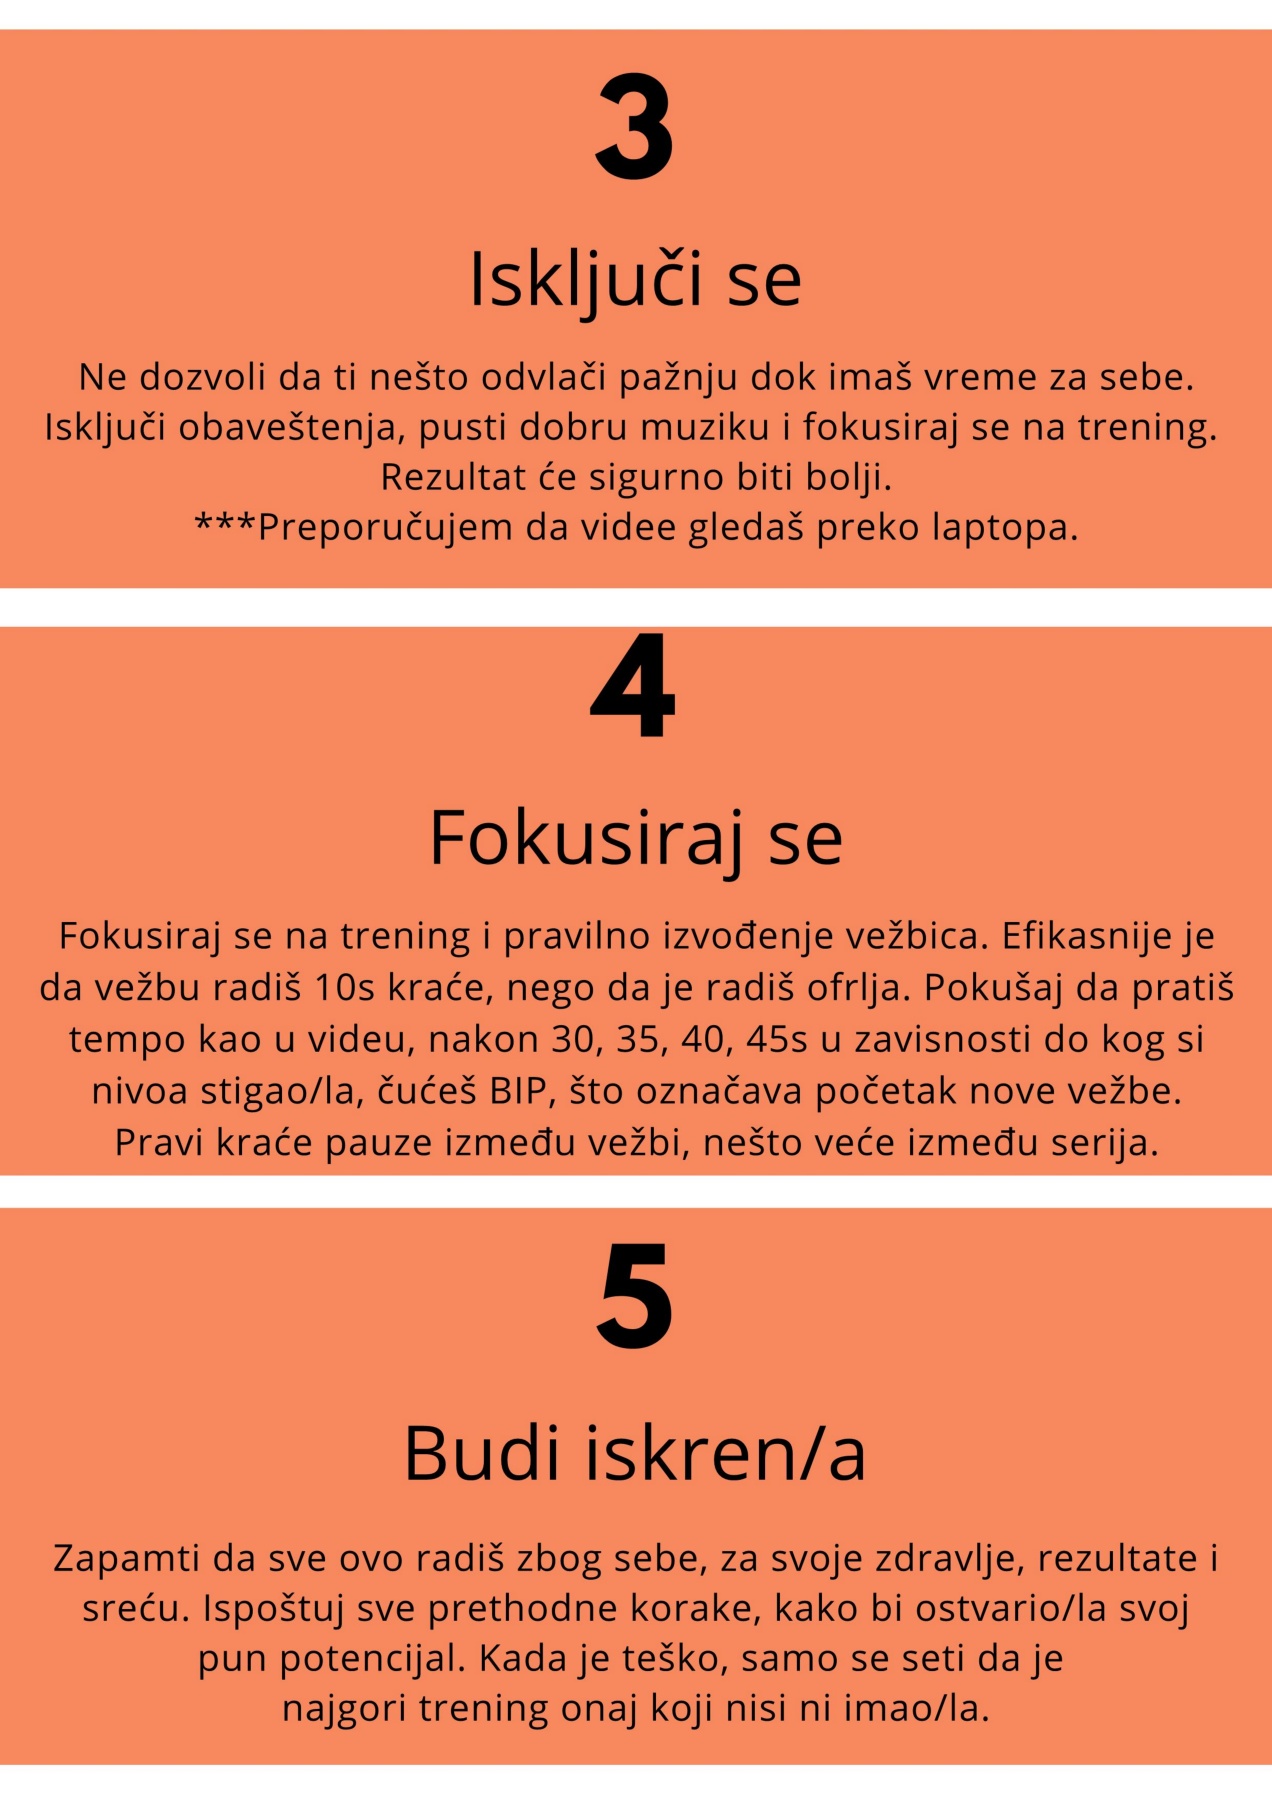 3
Isključi se
Ne dozvoli da ti nešto odvlači pažnju dok imaš vreme za sebe.
Isključi obaveštenja, pusti dobru muziku i fokusiraj se na trening.
Rezultat će sigurno biti bolji.
***Preporučujem da videe gledaš preko laptopa.
4
Fokusiraj se
Fokusiraj se na trening i pravilno izvođenje vežbica. Efikasnije je
da vežbu radiš 10s kraće, nego da je radiš ofrlja. Pokušaj da pratiš
tempo kao u videu, nakon 30, 35, 40, 45s u zavisnosti do kog si
nivoa stigao/la, čućeš BIP, što označava početak nove vežbe.
Pravi kraće pauze između vežbi, nešto veće između serija.
5
Budi iskren/a
Zapamti da sve ovo radiš zbog sebe, za svoje zdravlje, rezultate i
sreću. Ispoštuj sve prethodne korake, kako bi ostvario/la svoj
pun potencijal. Kada je teško, samo se seti da je
najgori trening onaj koji nisi ni imao/la.